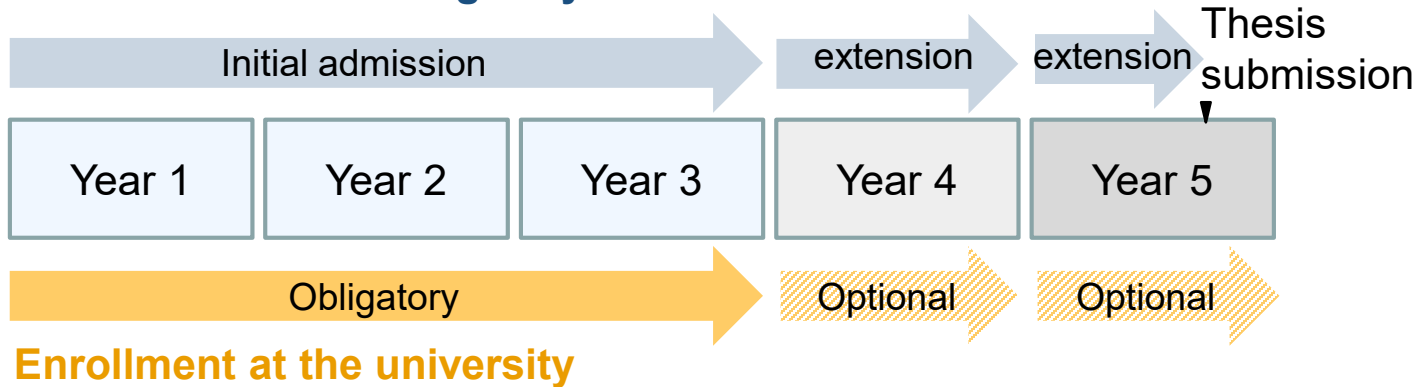 Initial admission
extension
extension
Thesis
submission
Year 1
Year 2
Year 3
Year 4
Year 5
Obligatory
Optional
Optional
Enrollment at the university